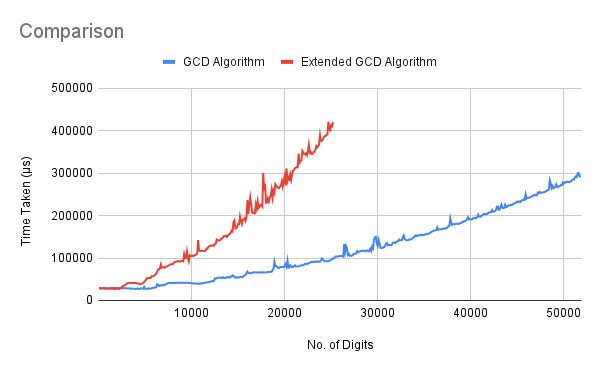 Comparison
GCD Algorithm Extended GCD Algorithm
500000
400000
300000
200000
100000
0
Time Taken (µs)
10000 20000 30000 40000 50000
No. of Digits